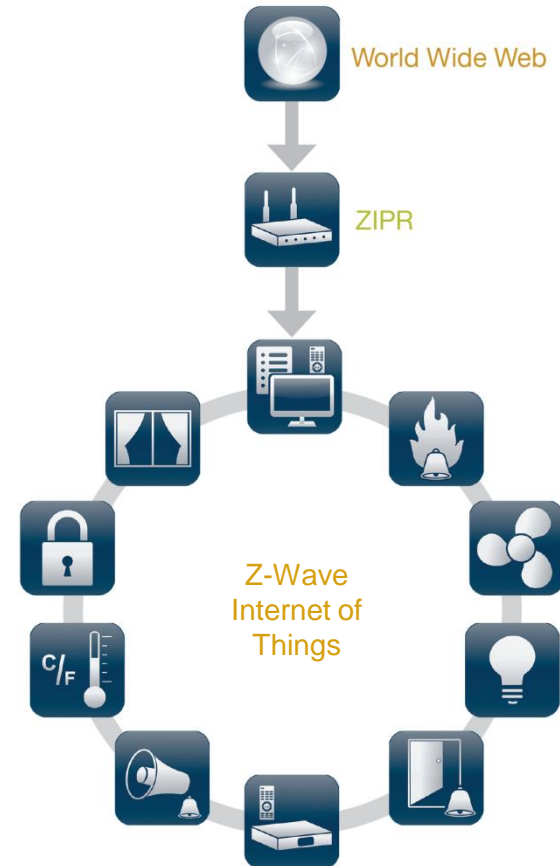 World Wide Web
ZIPR
Z-Wave
Internet of
Things
C/F